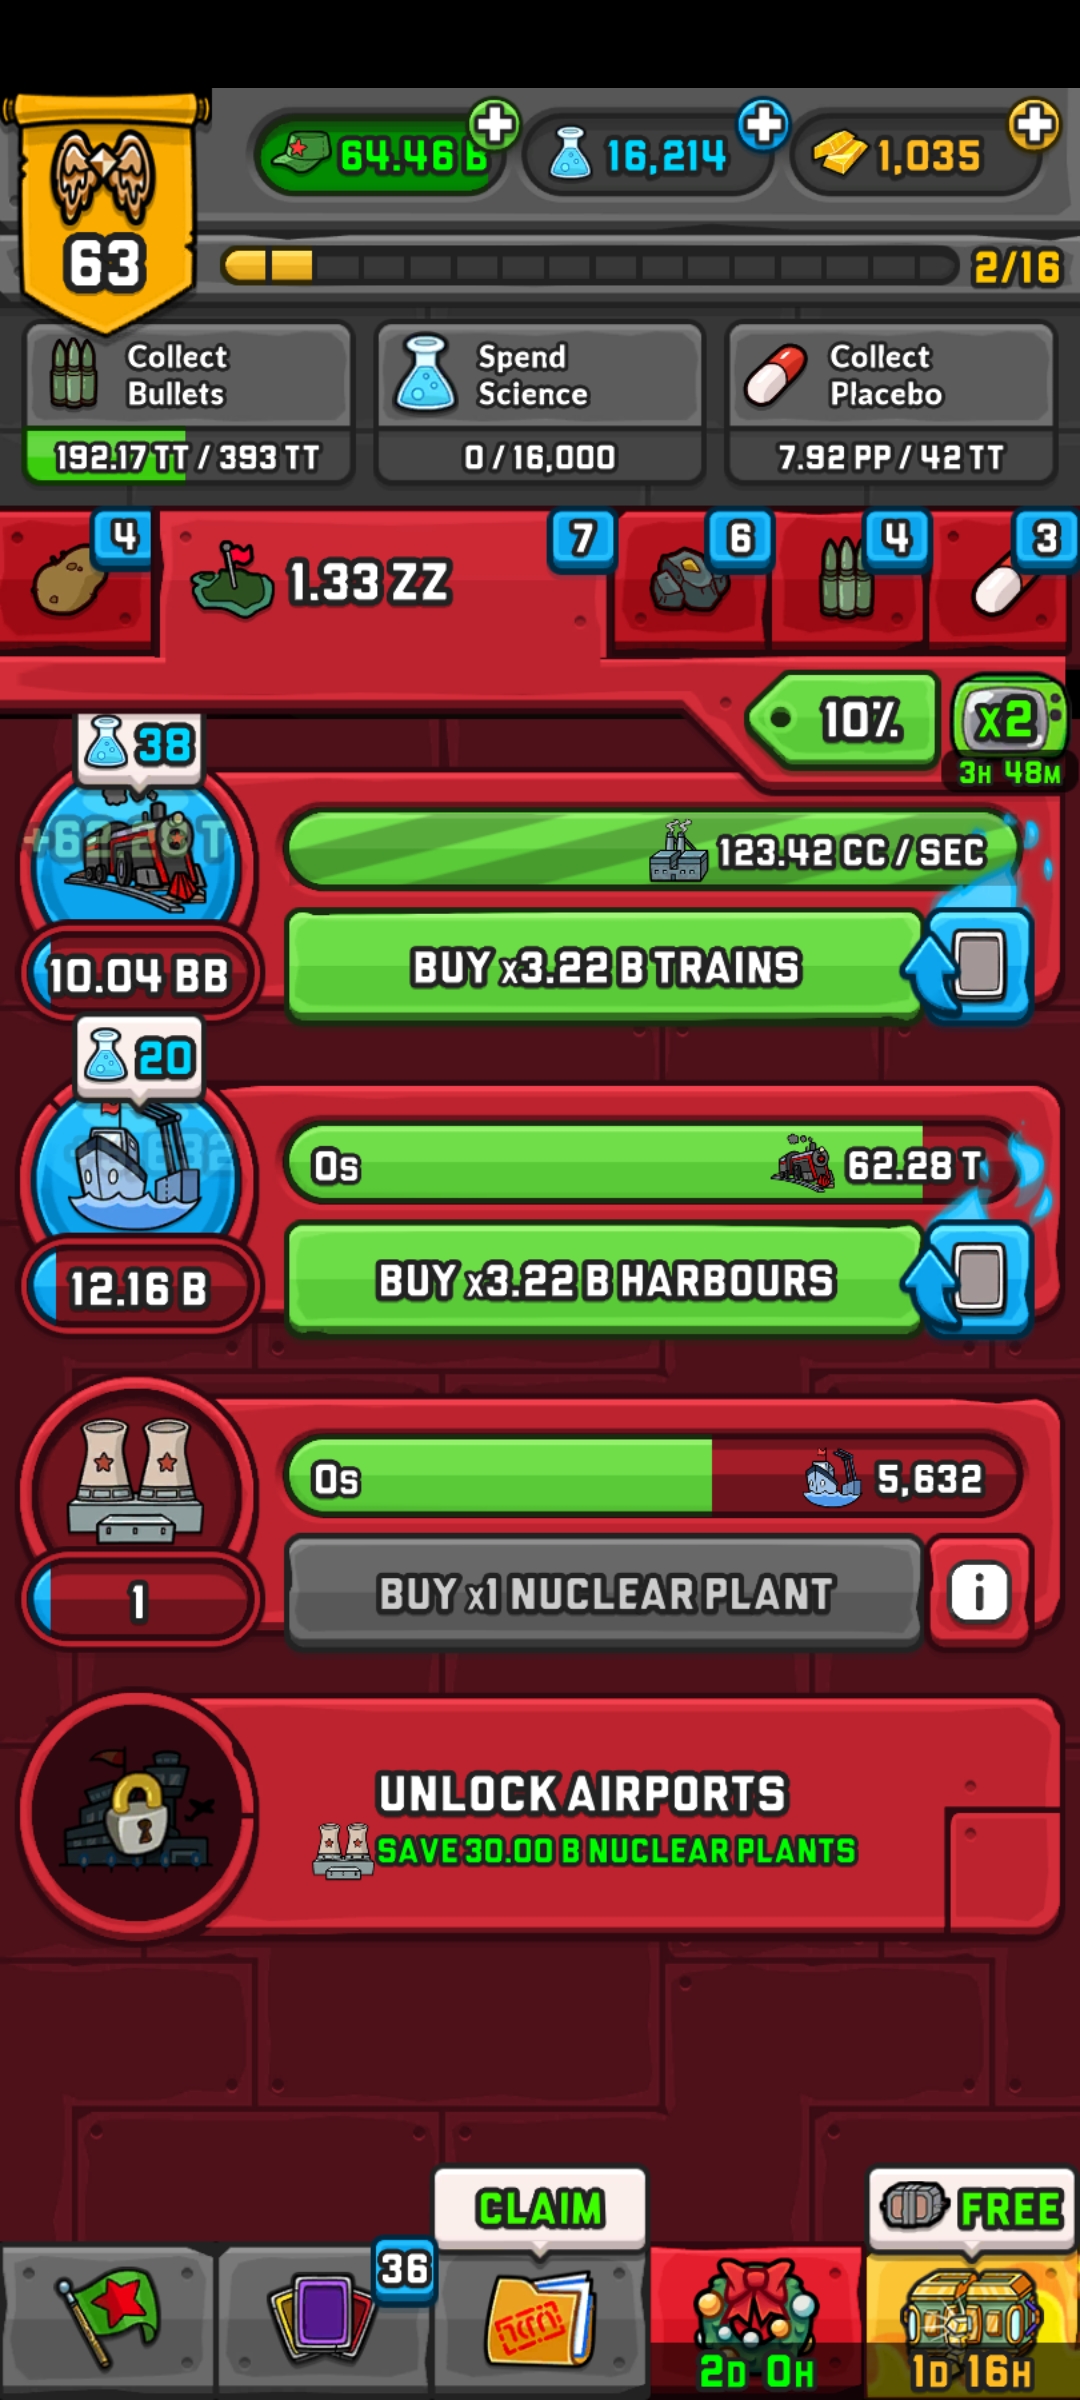 64.46 B
16,214
1,035
63
2/16
Collect
Bullets
192.17 TT / 393 TT
Spend
Science
0 / 16,000
Collect
Placebo
7.92 PP / 42 TT
4
1.33 ZZ
7
6
4
3
10%
x2
3H 48M
38
+62.28 T
123.42 CC / SEC
10.04 BB
BUY x3.22 B TRAINS
20
0s
62.28 T
12.16 B
BUY x3.22 B HARBOURS
0s
5,632
1
BUY x1 NUCLEAR PLANT
i
UNLOCK AIRPORTS
SAVE 30.00 B NUCLEAR PLANTS
CLAIM
FREE
36
2D 0H
1D 16H